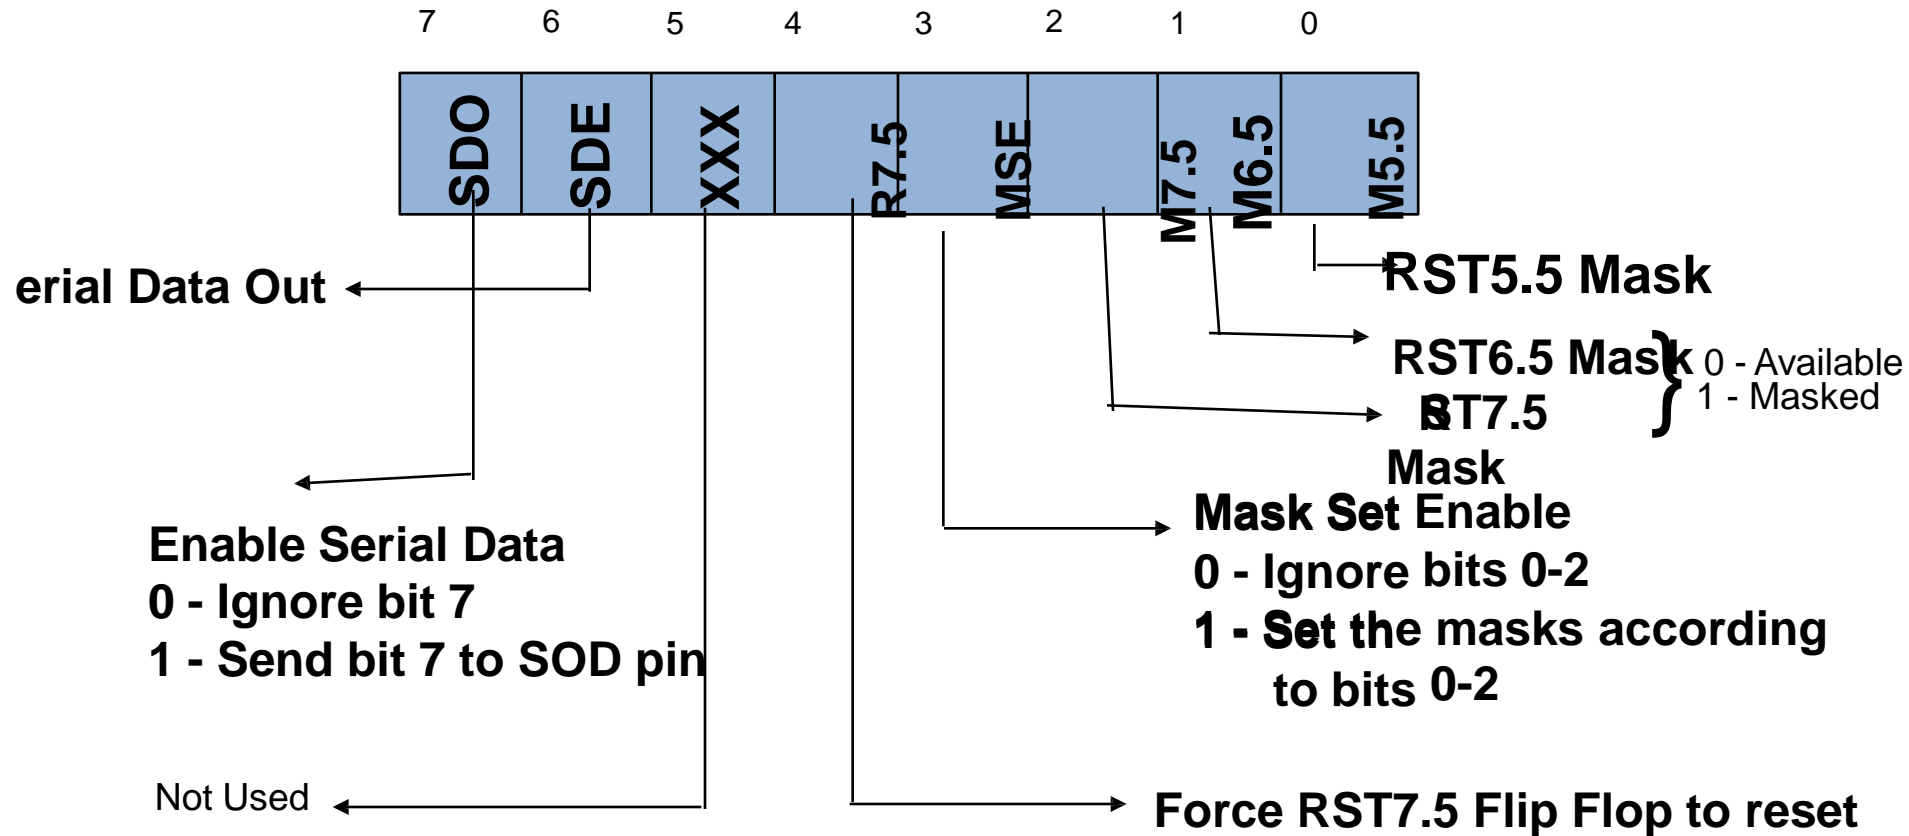 7 6 5 4 3 2 1 0
SDO SDE XXX R7.5 MSE M7.5 M6.5 M5.5
erial Data Out
RST5.5 Mask
RST6.5 Mask
0 - Available
1 - Masked
RST7.5
Mask
Enable Serial Data
0 - Ignore bit 7
1 - Send bit 7 to SOD pin
Mask Set Enable
0 - Ignore bits 0-2
1 - Set the masks according
to bits 0-2
Not Used
Force RST7.5 Flip Flop to reset